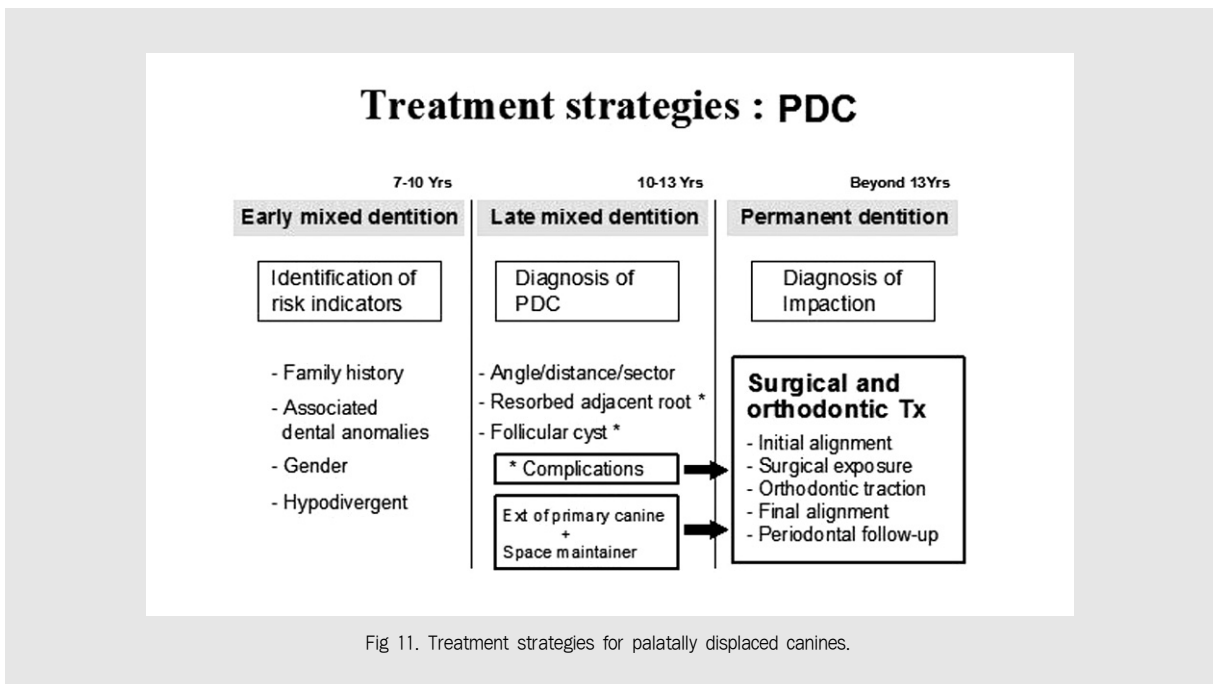 Treatment strategies : PDC
7-10 Yrs
Early mixed dentition
Identification of
risk indicators
- Family history
- Associated
dental anomalies
- Gender
- Hypodivergent
10-13 Yrs
Late mixed dentition
Diagnosis of
PDC
- Angle/distance/sector
- Resorbed adjacent root *
- Follicular cyst *
* Complications
Ext of primary canine
+
Space maintainer
Beyond 13Yrs
Permanent dentition
Diagnosis of
Impaction
Surgical and
orthodontic Tx
- Initial alignment
- Surgical exposure
- Orthodontic traction
- Final alignment
- Periodontal follow-up
Fig 11. Treatment strategies for palatally displaced canines.